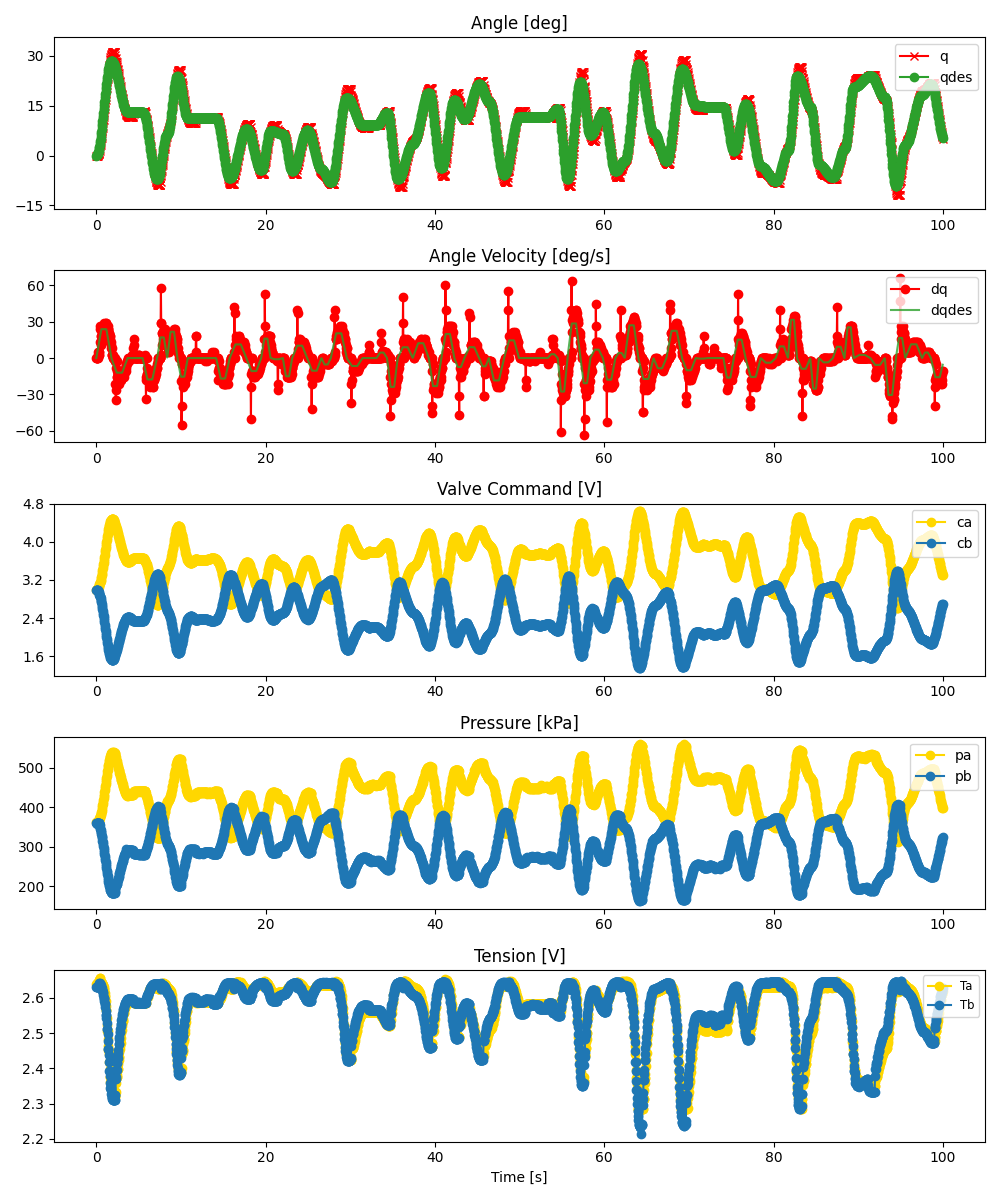 Angle [deg]
30
15
0
−15
q
qdes
0 20 40 60 80 100
Angle Velocity [deg/s]
60
30
0
−30
−60
dq
dqdes
0 20 40 60 80 100
Valve Command [V]
4.8
4.0
3.2
2.4
1.6
ca
cb
0 20 40 60 80 100
Pressure [kPa]
500
400
300
200
pa
pb
0 20 40 60 80 100
Tension [V]
2.6
2.5
2.4
2.3
2.2
Ta
Tb
0 20 40 60 80 100
Time [s]